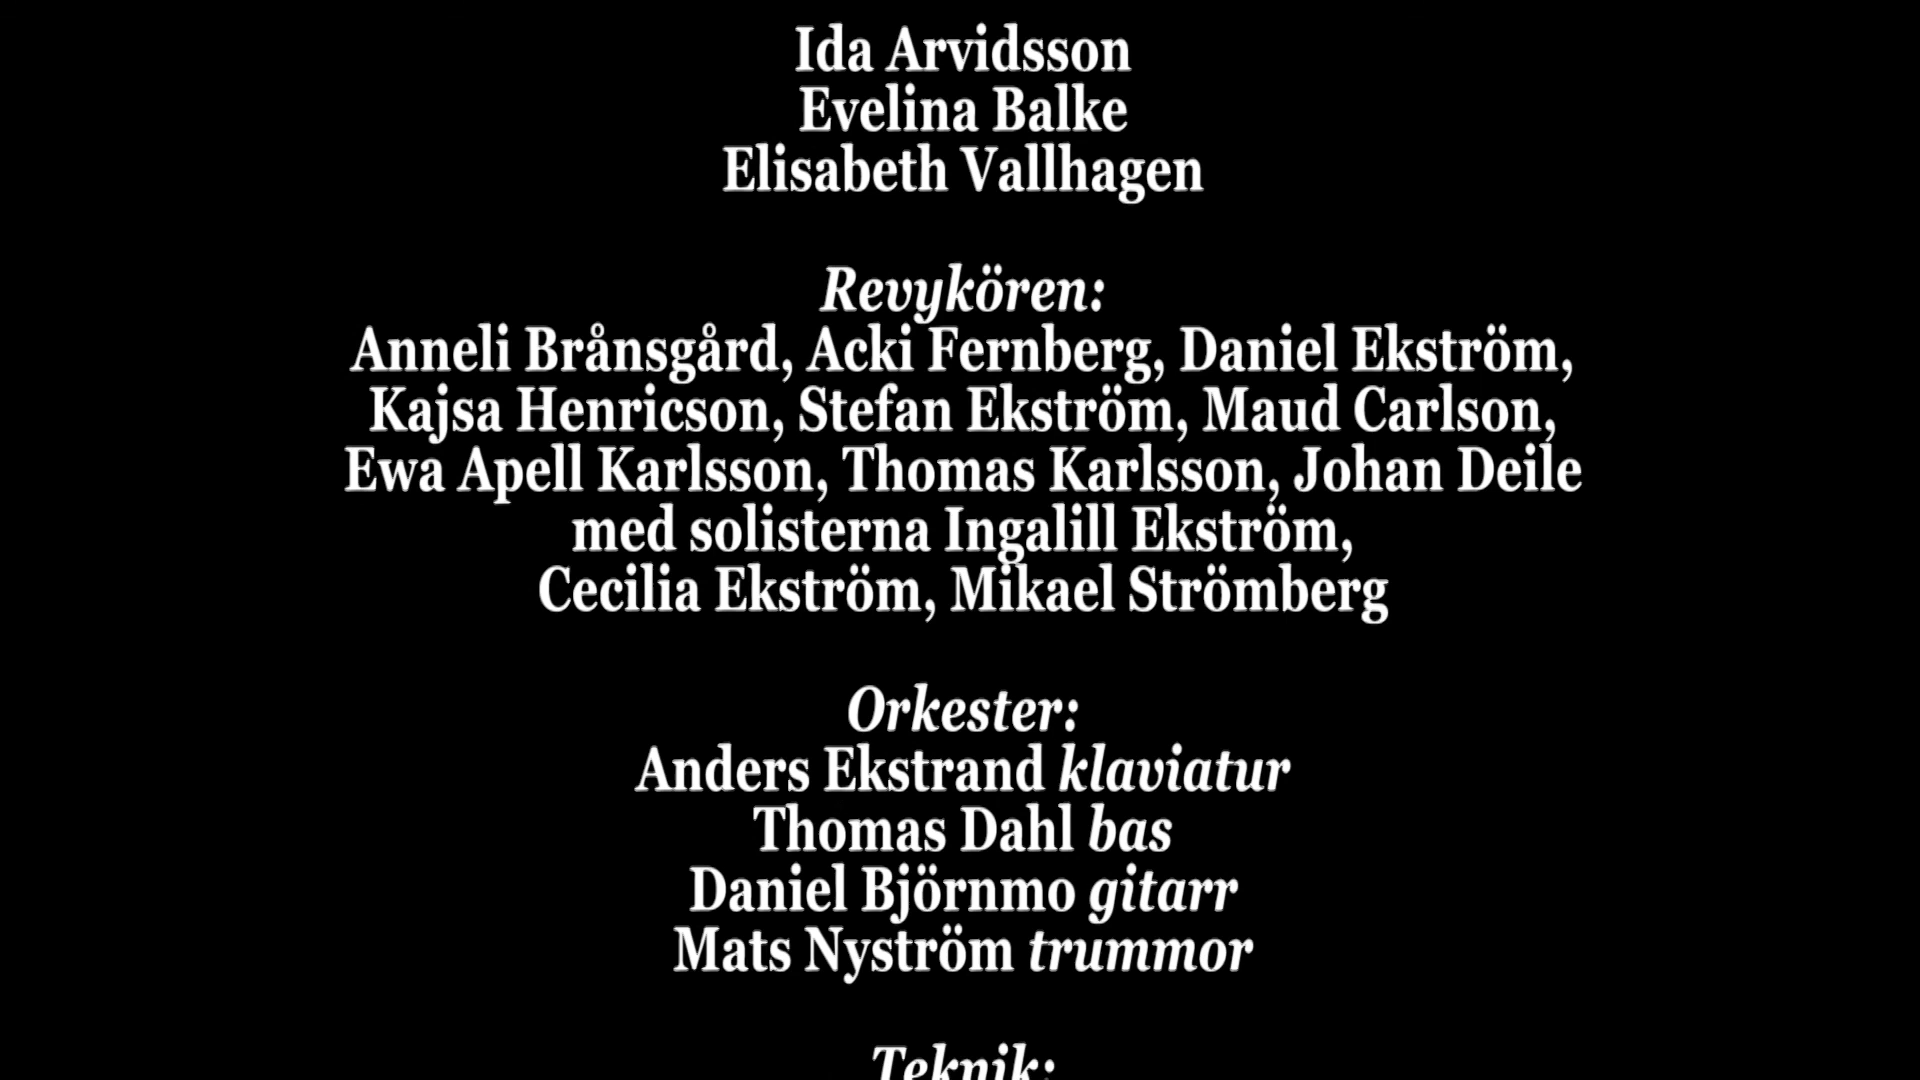 Ida Arvidsson
Evelina Balke
Elisabeth Vallhagen
Revykören:
Anneli Brånsgård, Acki Fernberg, Daniel Ekström,
Kajsa Henricson, Stefan Ekström, Maud Carlson,
Ewa Apell Karlsson, Thomas Karlsson, Johan Deile
med solisterna Ingalill Ekström,
Cecilia Ekström, Mikael Strömberg
Orkester:
Anders Ekstrand klaviatur
Thomas Dahl bas
Daniel Björnmo gitarr
Mats Nyström trummor
Teknik: